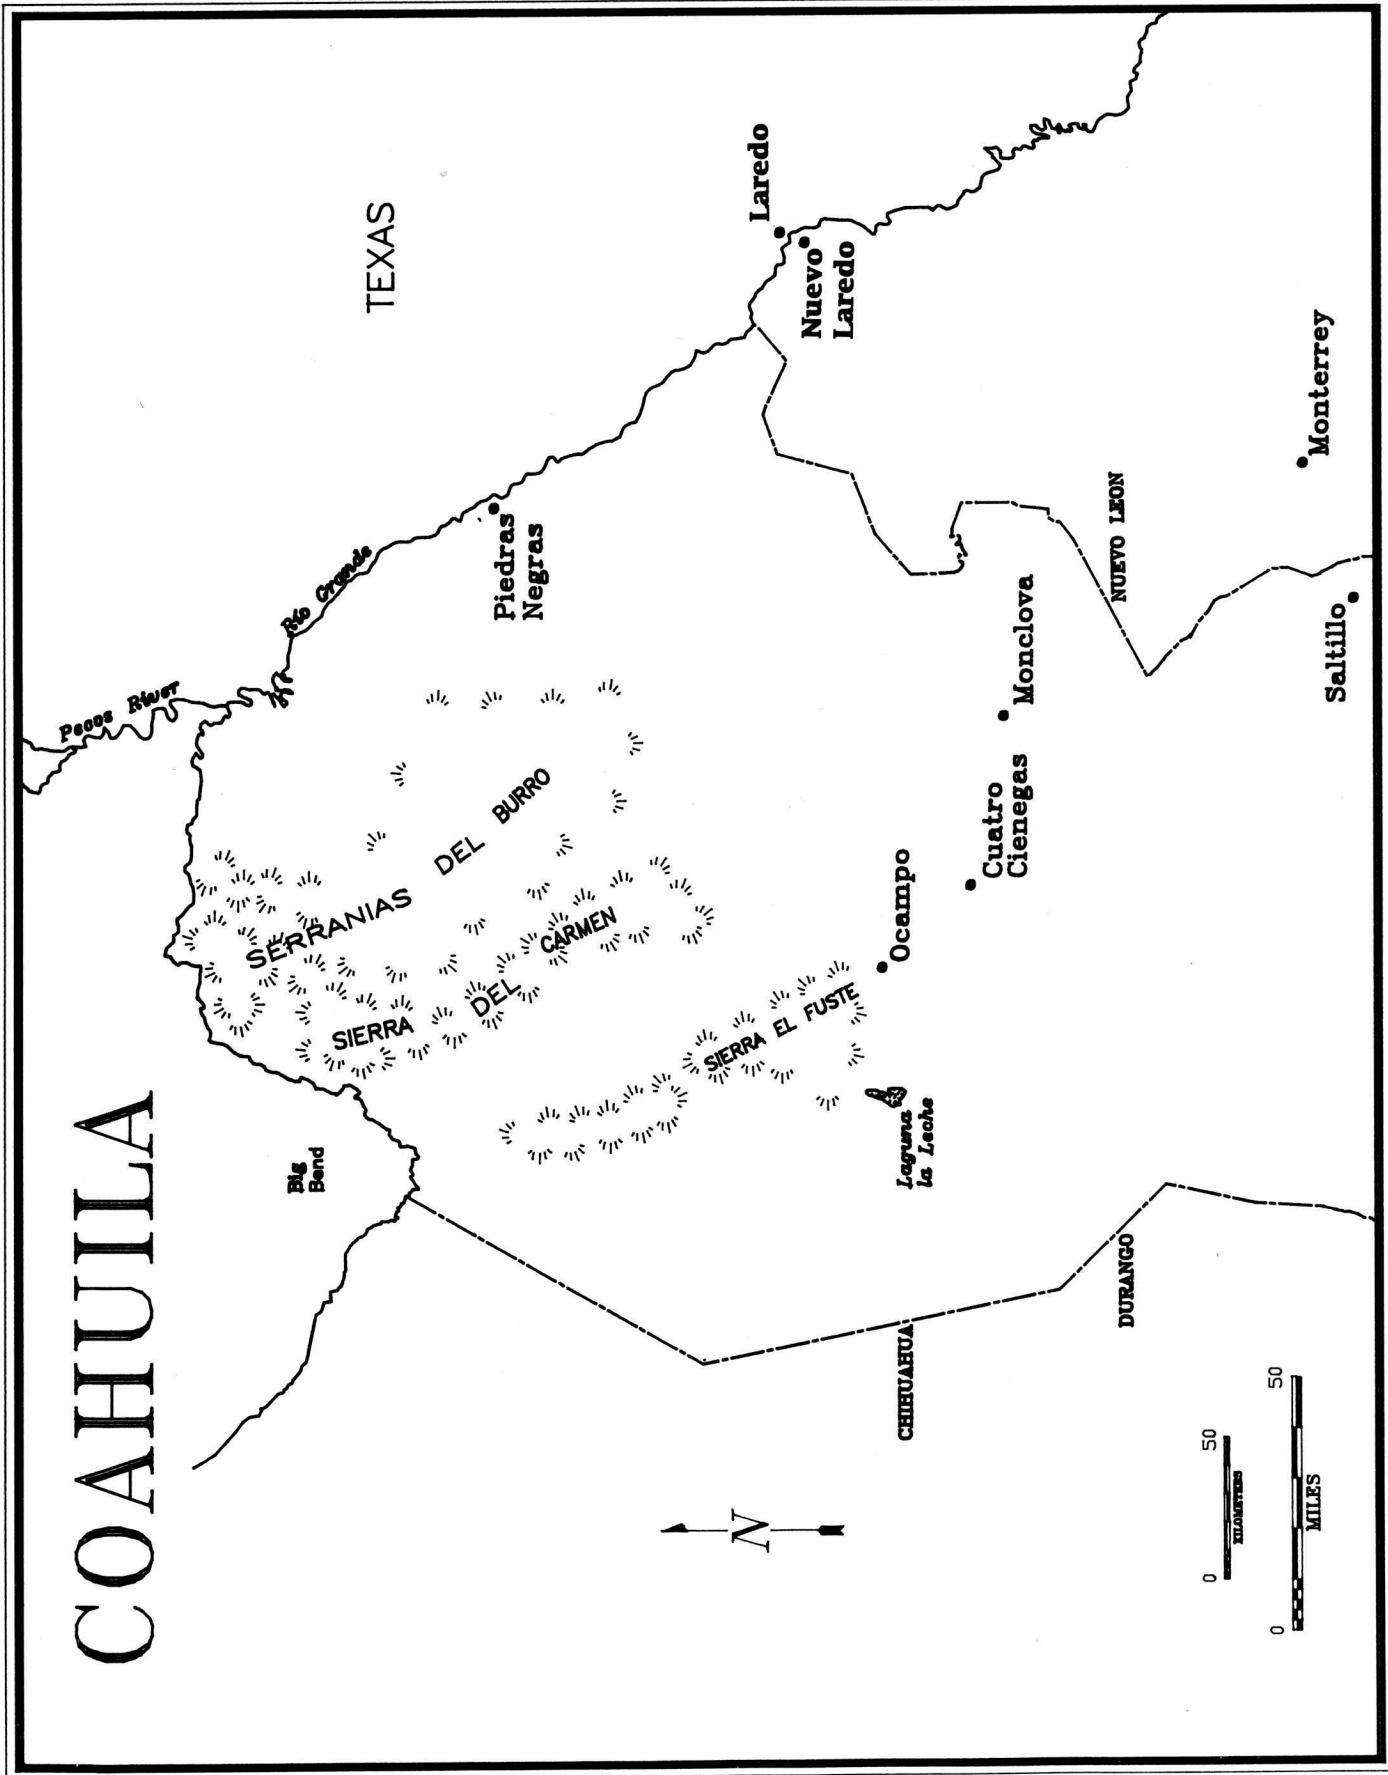 COAHUILA
Pecos River
Rio Grande
TEXAS
Big
Bend
SERRANIAS DEL BURRO
SIERRA DEL CARMEN
Piedras
Negras
SIERRA EL FUSTE
Laredo
Nuevo
Laredo
Laguna
la Leche
Ocampo
Cuatro
Cienegas
Monclova
CHIHUAHUA
NUEVO LEON
DURANGO
Monterrey
Saltillo
N
0 50
KILOMETERS
0 50
MILES